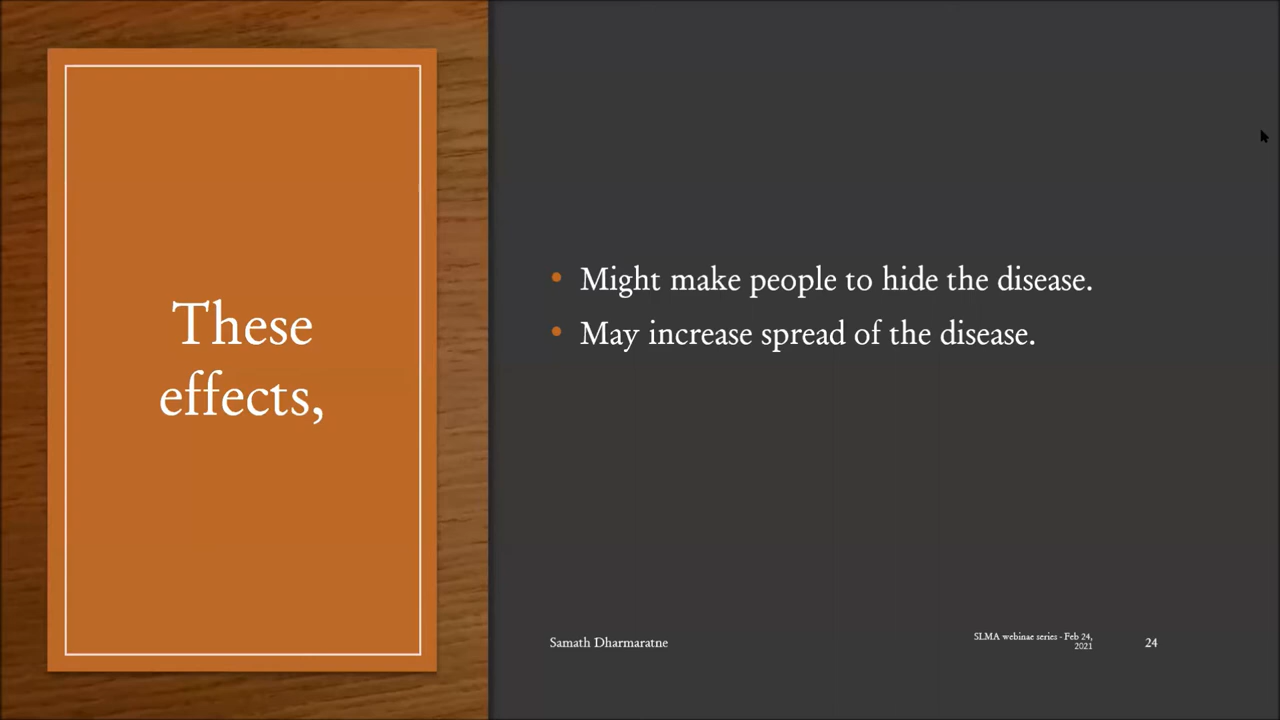 These
effects,
• Might make people to hide the disease.
• May increase spread of the disease.
Samath Dharmaratne
SLMA webinae series - Feb 24,
2021
24